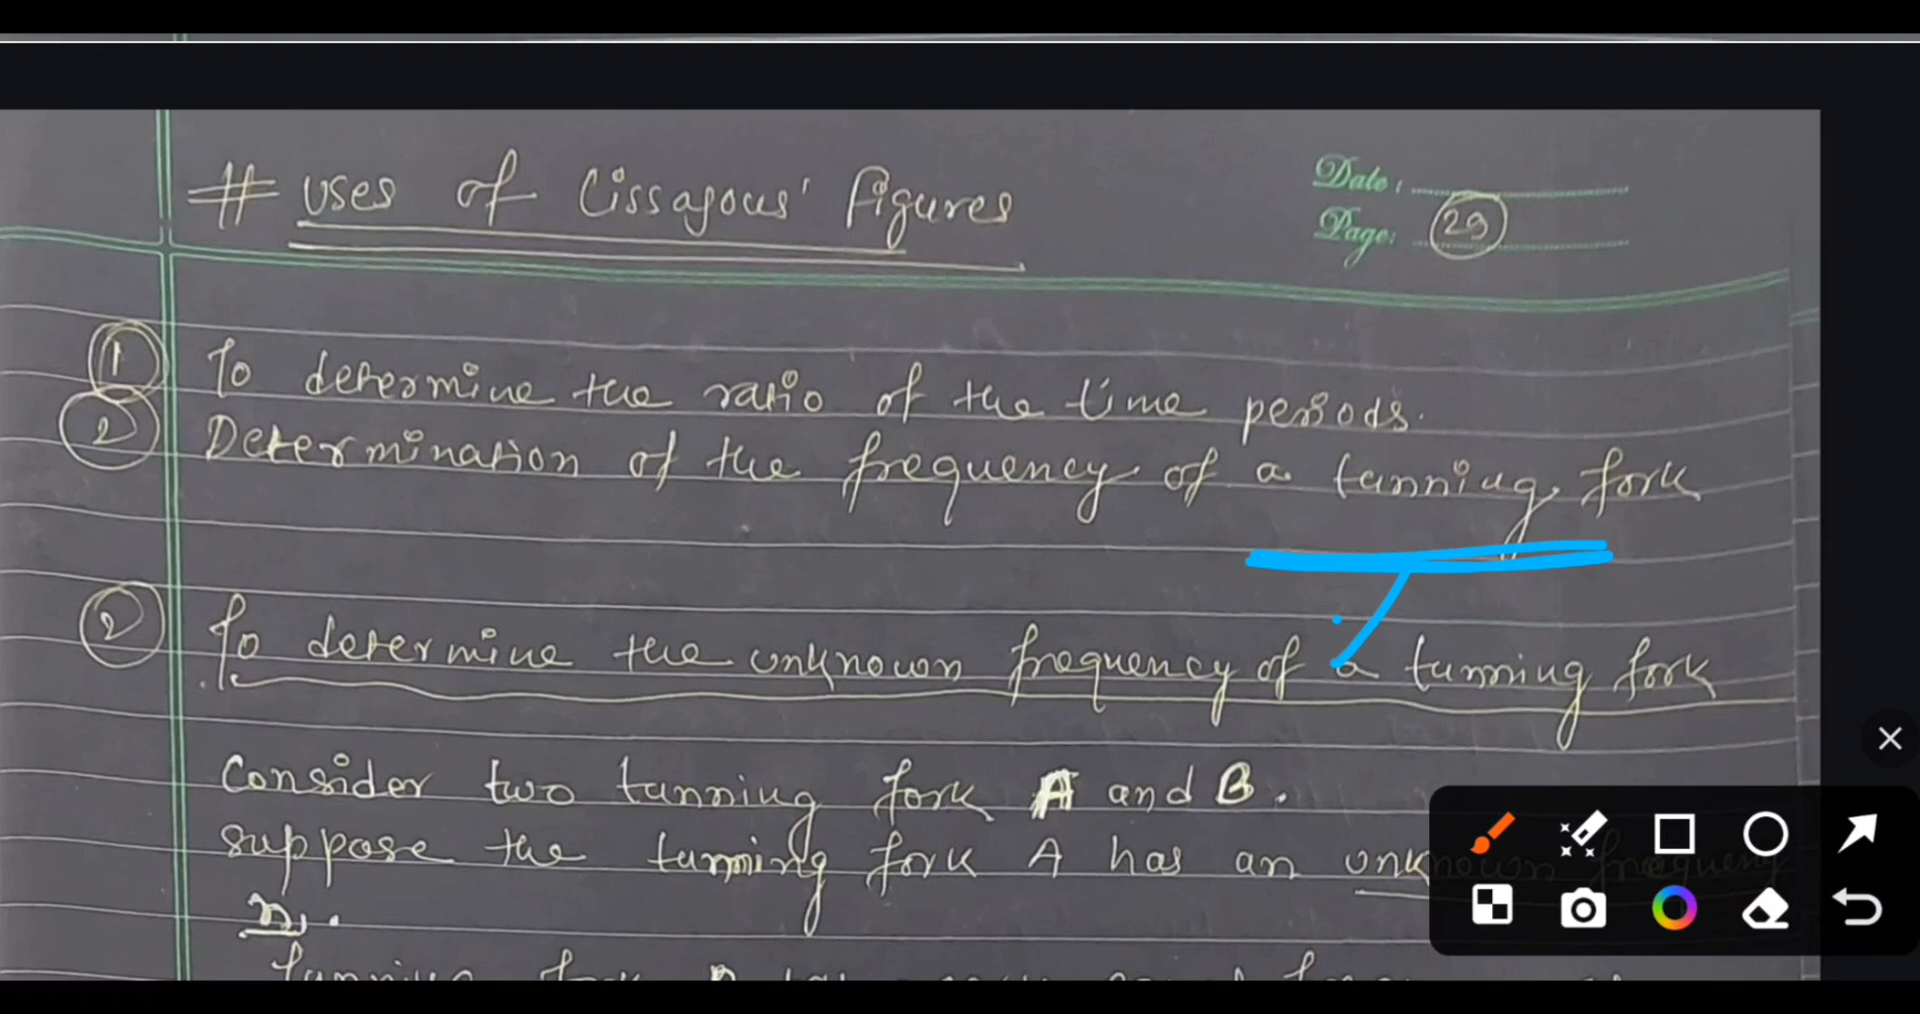 # Uses of Lissajous' figures
Date:
Page: 29
1 To determine the ratio of the time periods.
2 Determination of the frequency of a tunning fork
2 To determine the unknown frequency of a tunning fork
Consider two tunning fork A and B.
suppose the tunning fork A has an unknown frequency
n₁.